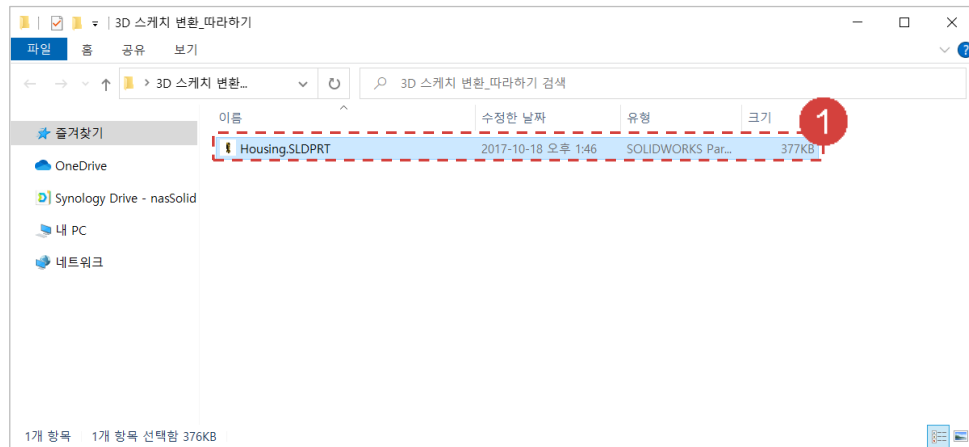 3D 스케치 변환_따라하기
파일 홈 공유 보기
3D 스케치 변환... 3D 스케치 변환_따라하기 검색
이름 수정한 날짜 유형 크기 1
즐겨찾기
Housing.SLDPRT 2017-10-18 오후 1:46 SOLIDWORKS Par... 377KB
OneDrive
Synology Drive - nasSolid
내 PC
네트워크
1개 항목 1개 항목 선택함 376KB